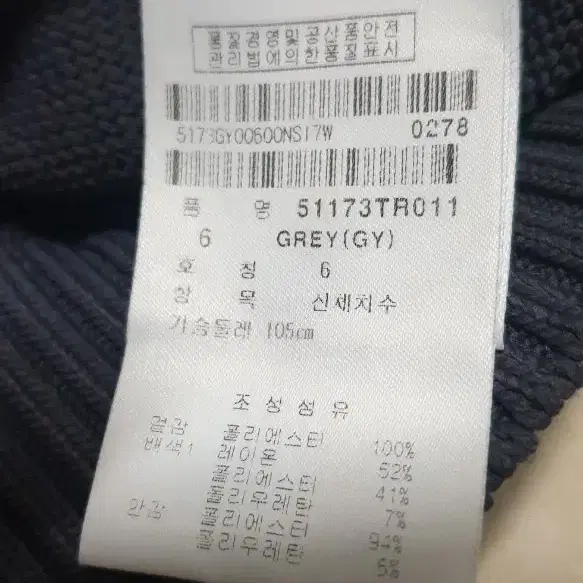 품질경영및공산품안전
관리법에의한품질표시
5173GY00600NS17W 0278
품 명 51173TR011
6 GREY(GY)
호 칭 6
항 목 신체치수
가슴둘레 105cm
조성섬유
겉감 폴리에스터 100%
배색1 레이온 52%
폴리에스터 41%
폴리우레탄 7%
안감 폴리에스터 94%
폴리우레탄